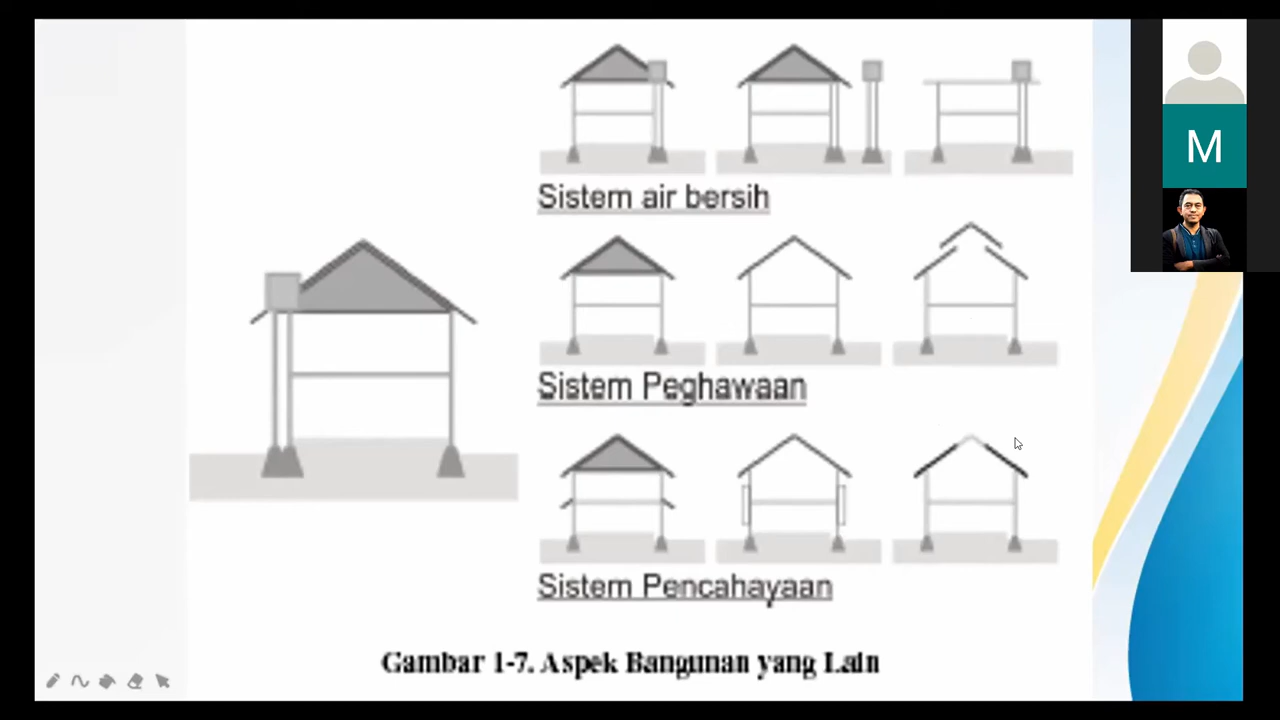 Sistem air bersih
Sistem Peghawaan
Sistem Pencahayaan
Gambar 1-7. Aspek Bangunan yang Lain
M